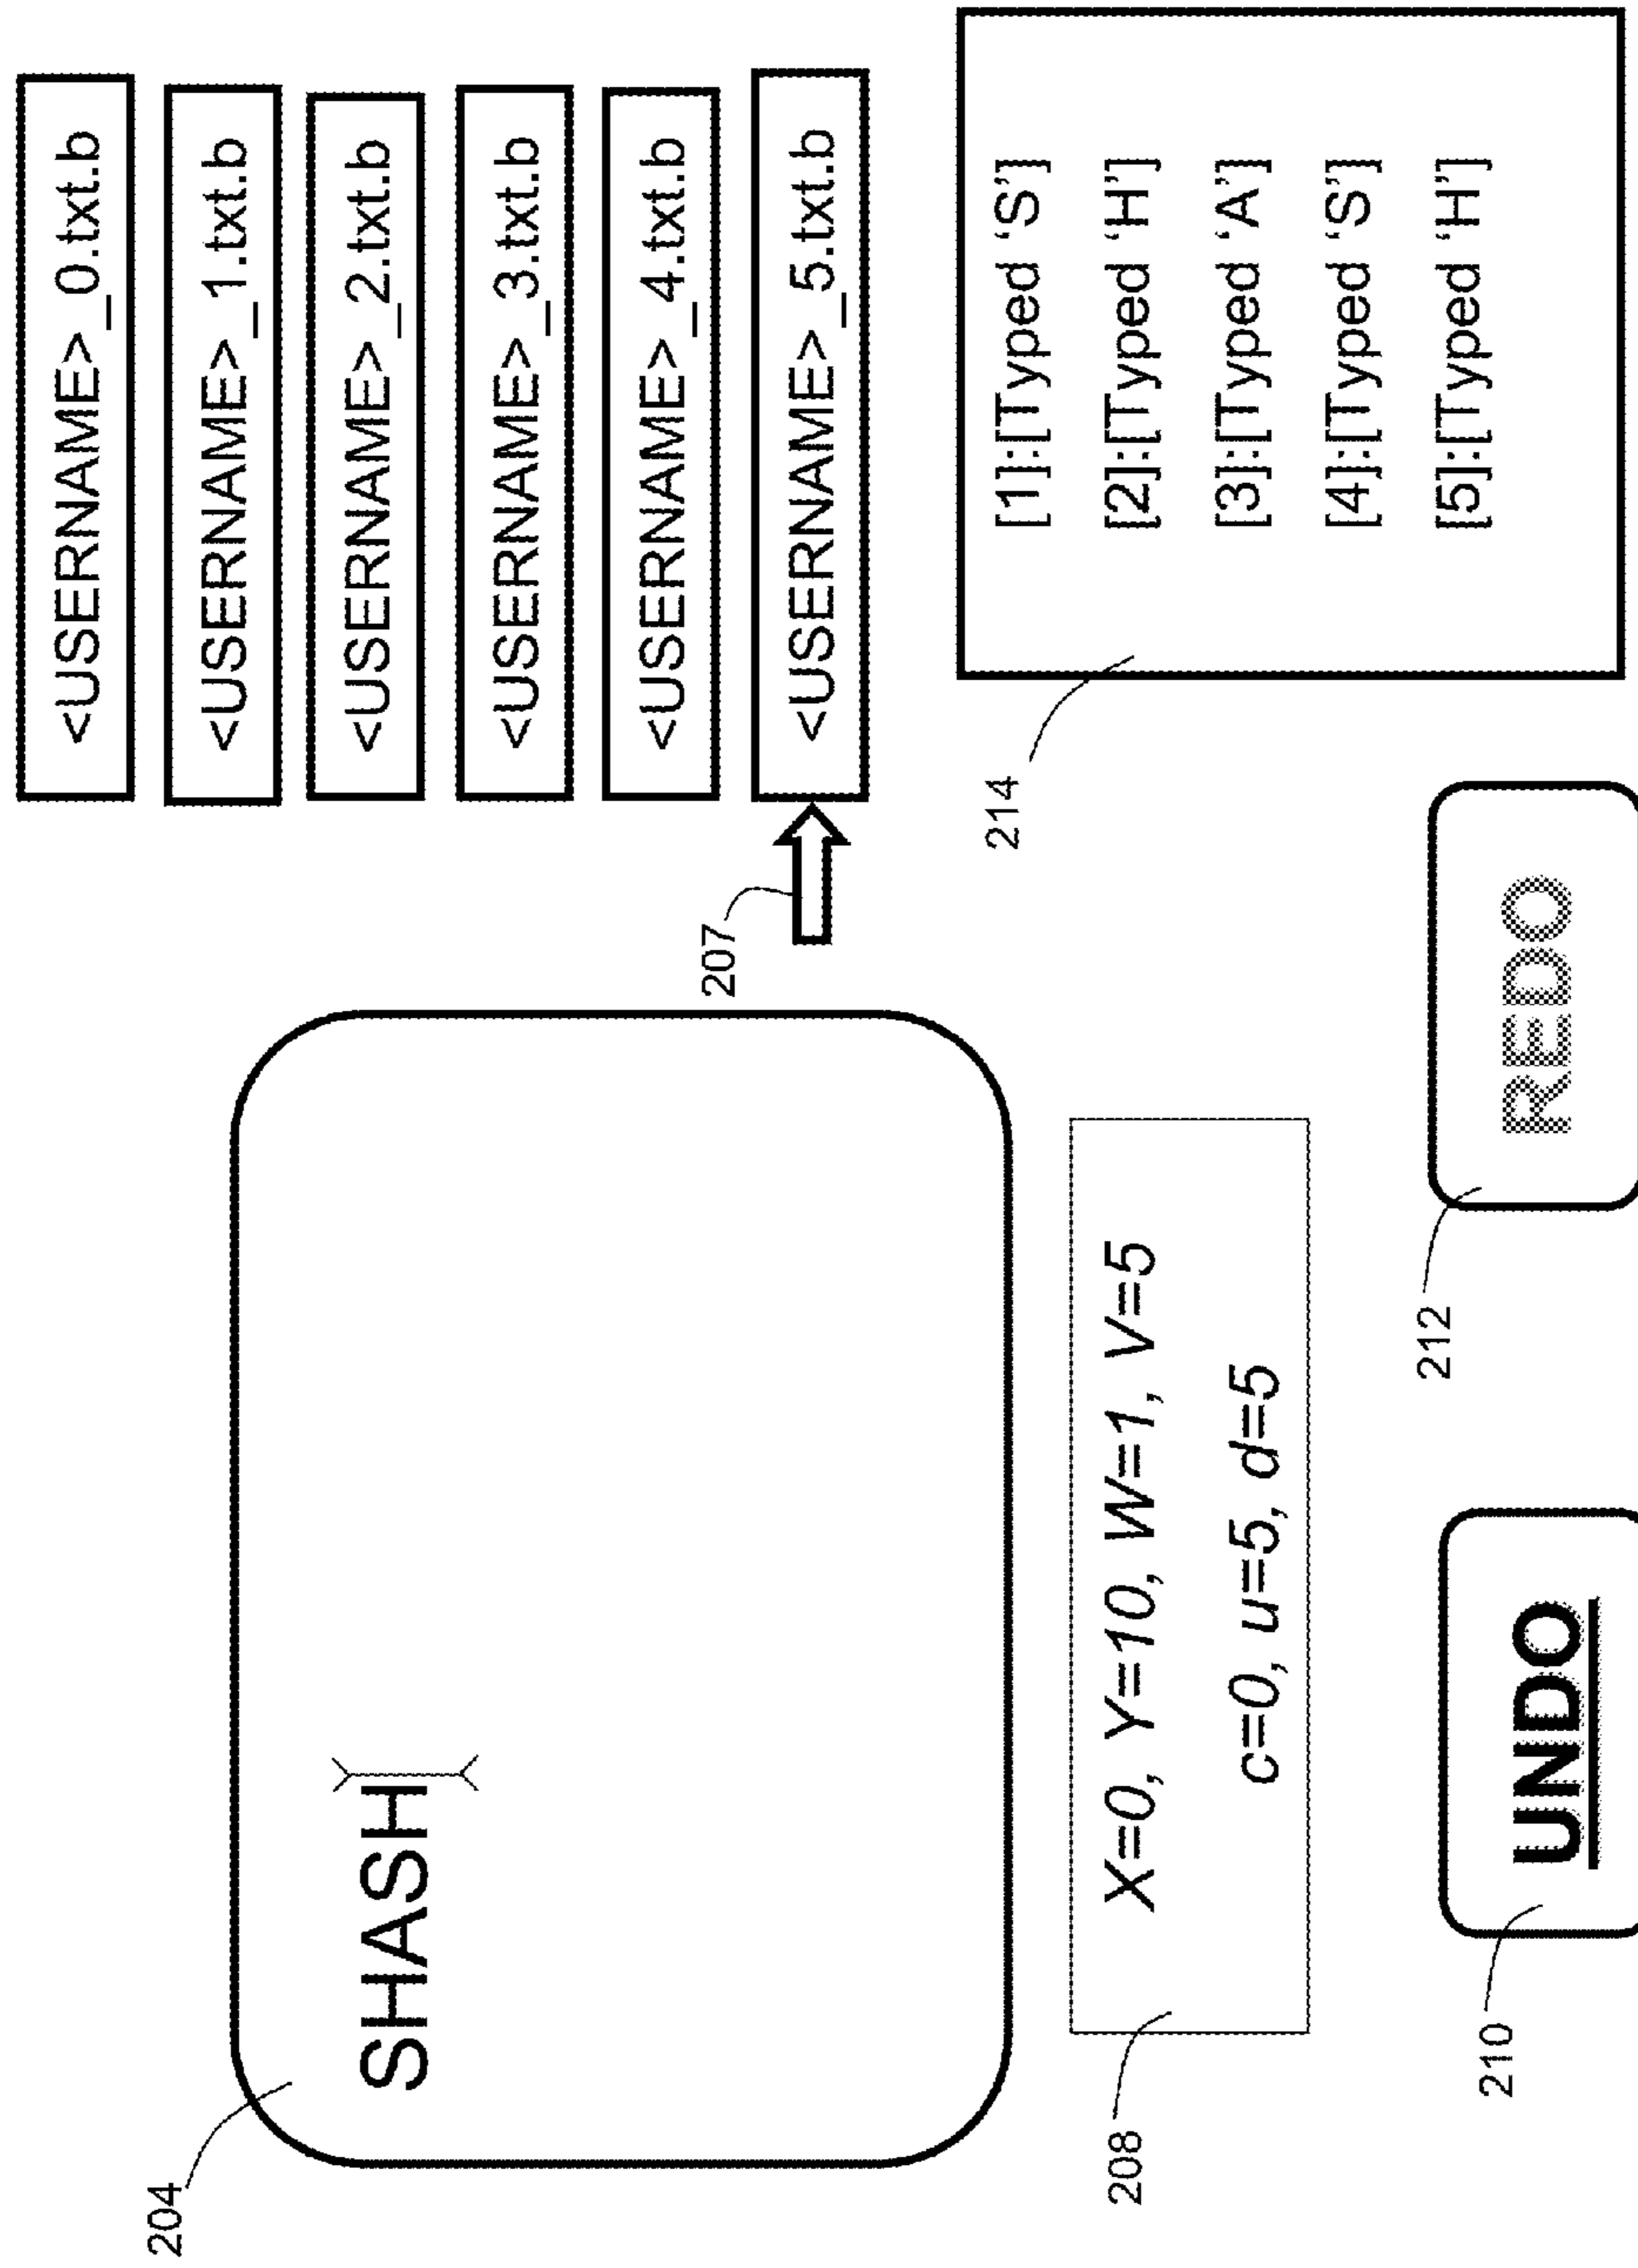 204
SHASH
207
<USERNAME>_0.txt.b
<USERNAME>_1.txt.b
<USERNAME>_2.txt.b
<USERNAME>_3.txt.b
<USERNAME>_4.txt.b
<USERNAME>_5.txt.b
208
X=0, Y=10, W=1, V=5
c=0, u=5, d=5
214
[1]:[Typed ‘S’]
[2]:[Typed ‘H’]
[3]:[Typed ‘A’]
[4]:[Typed ‘S’]
[5]:[Typed ‘H’]
210
UNDO
212
REDO